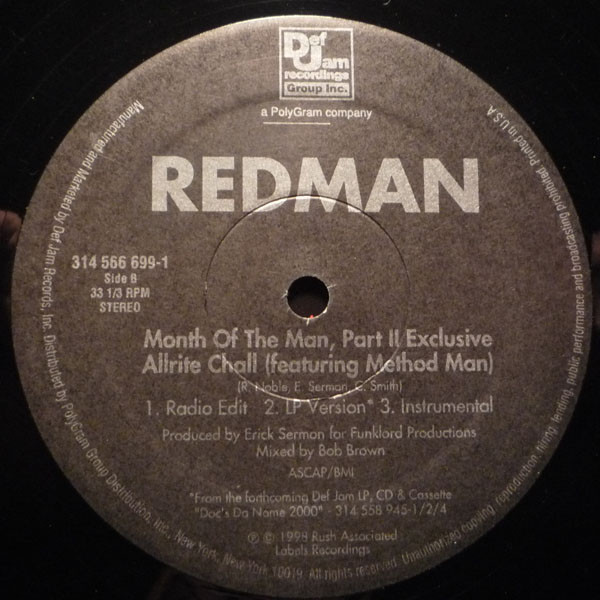 Def
Jam
recordings
Group Inc.
a PolyGram company
REDMAN
314 566 699-1
Side B
33 1/3 RPM
STEREO
Month Of The Man, Part II Exclusive
Allrite Chall (featuring Method Man)
(R. Noble, E. Serman, C. Smith)
1. Radio Edit 2. LP Version* 3. Instrumental
Produced by Erick Sermon for Funklord Productions
Mixed by Bob Brown
ASCAP/BMI
*From the forthcoming Def Jam LP, CD & Cassette
"Doc's Da Name 2000" - 314 558 945-1/2/4
℗ © 1998 Rush Associated
Labels Recordings
Manufactured and Marketed by Def Jam Records, Inc. Distributed by PolyGram Group Distribution, Inc., New York, New York 10019. All rights reserved. Unauthorized copying, reproduction, hiring, lending, public performance and broadcasting prohibited. Printed in U.S.A.